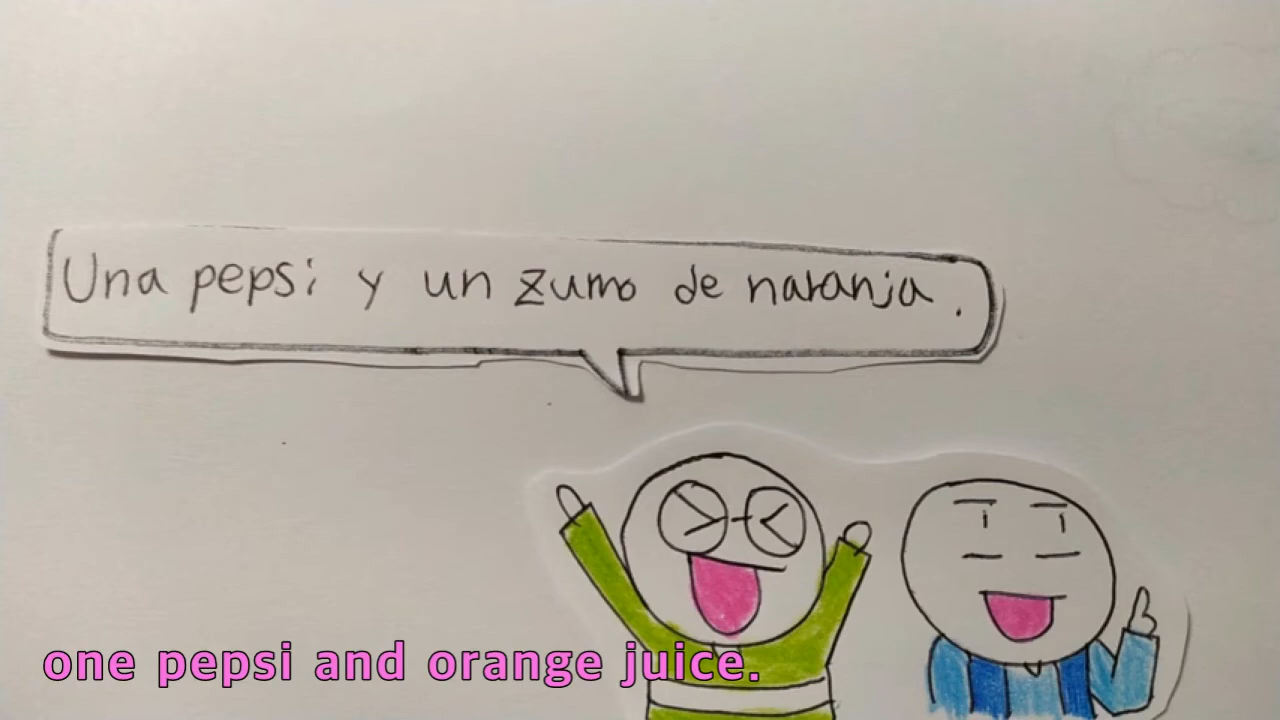 Una pepsi y un zumo de naranja.
one pepsi and orange juice.